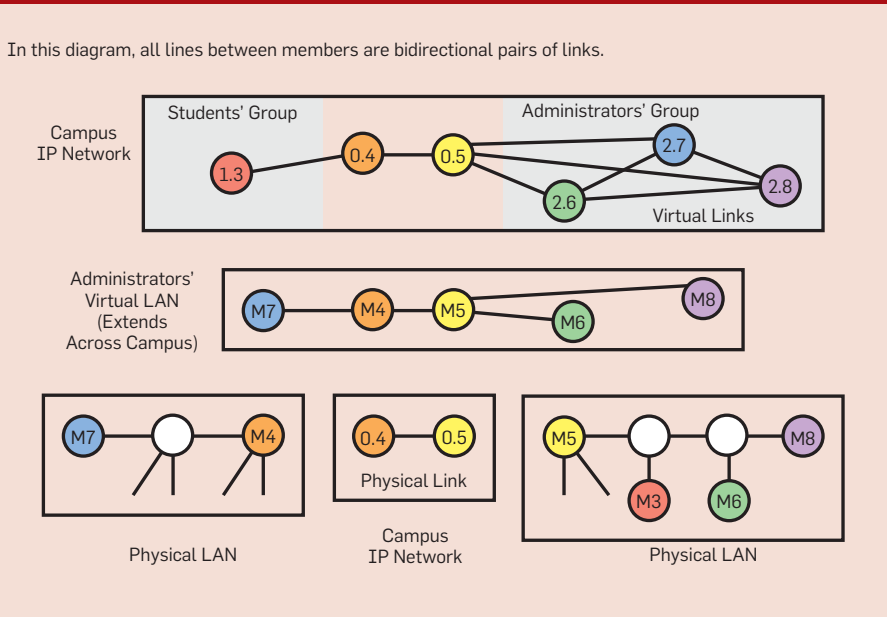 In this diagram, all lines between members are bidirectional pairs of links.
Campus
IP Network
Students' Group
Administrators' Group
1.3
0.4
0.5
2.6
2.7
2.8
Virtual Links
Administrators'
Virtual LAN
(Extends
Across Campus)
M7
M4
M5
M6
M8
M7
M4
Physical LAN
0.4
0.5
Physical Link
Campus
IP Network
M5
M8
M3
M6
Physical LAN